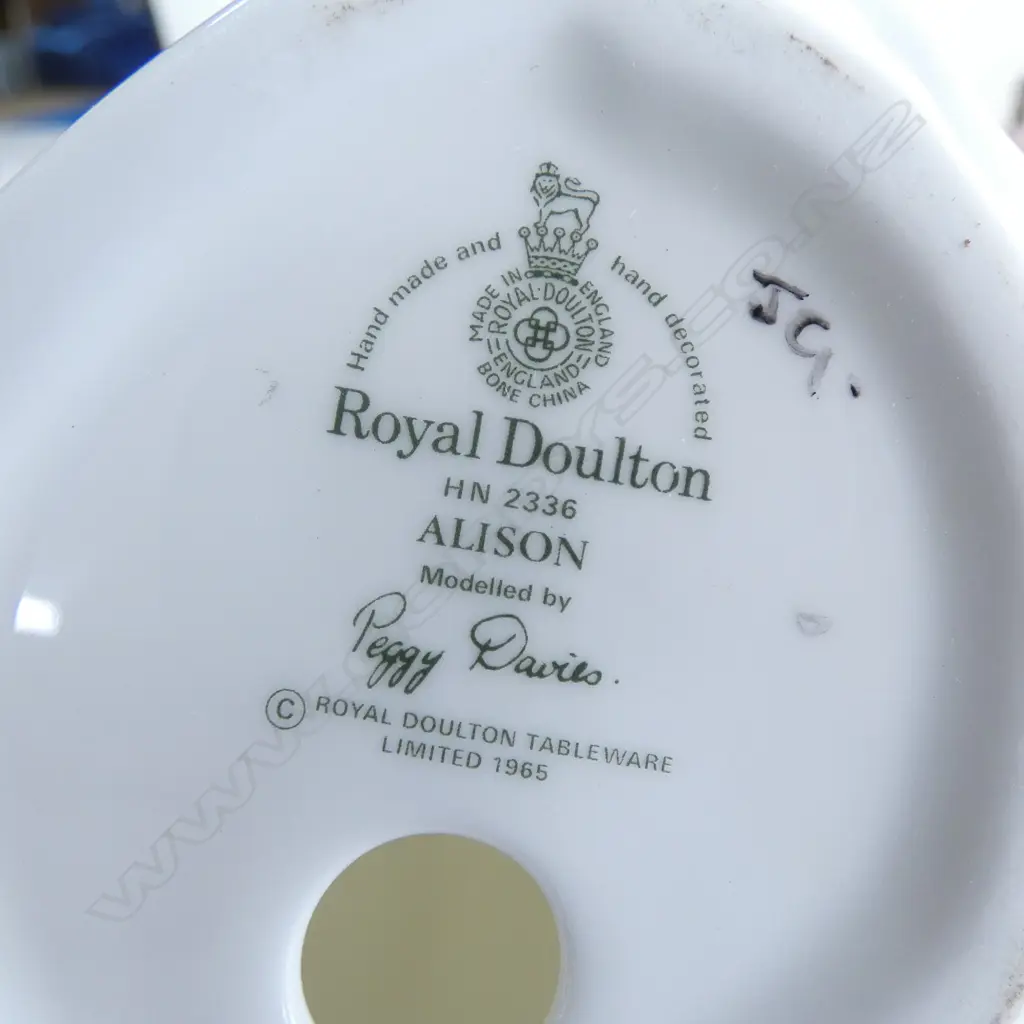 Hand made and hand decorated
MADE IN ENGLAND
ROYAL·DOULTON
ENGLAND
BONE CHINA
JG.
Royal Doulton
HN 2336
ALISON
Modelled by
Peggy Davies.
© ROYAL DOULTON TABLEWARE
LIMITED 1965